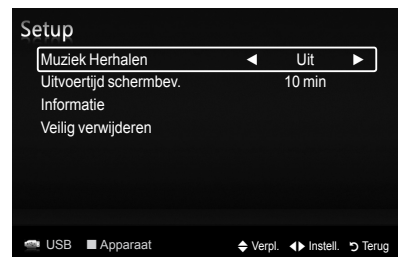 Setup
Muziek Herhalen Uit
Uitvoertijd schermbev. 10 min
Informatie
Veilig verwijderen
USB Apparaat Verpl. Instell. Terug